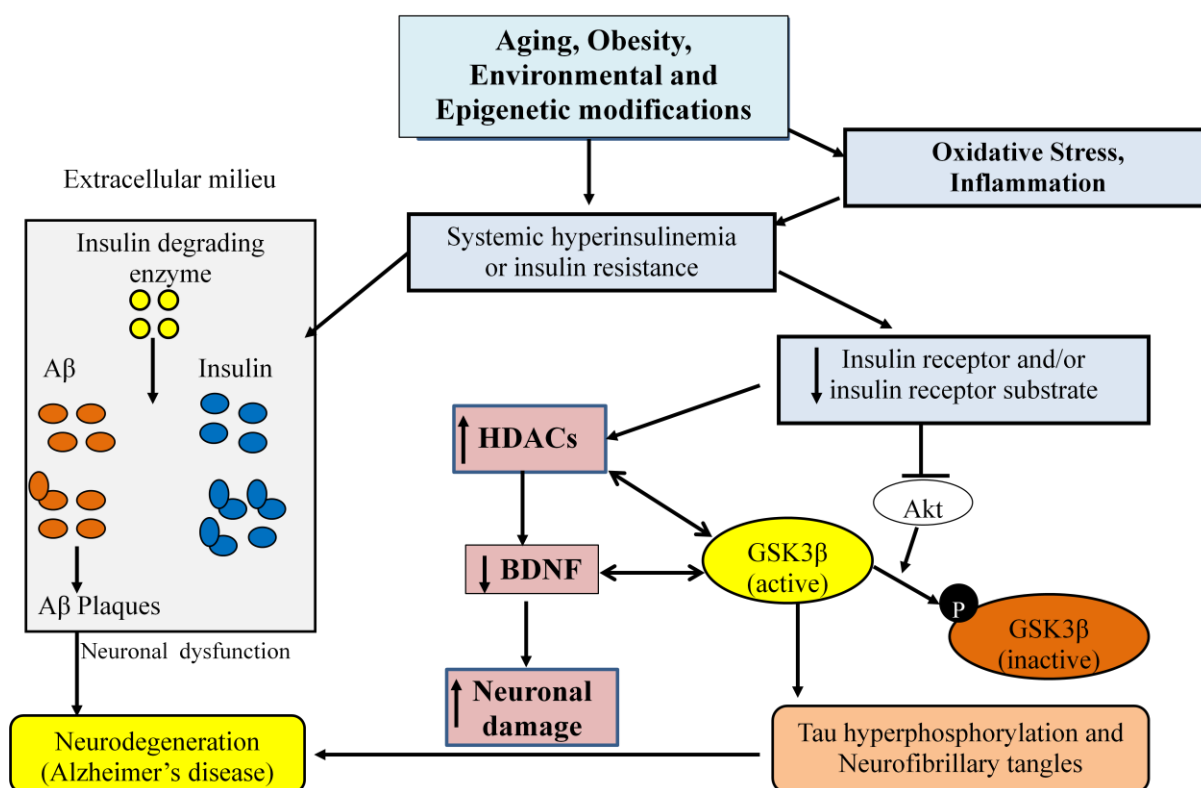 Aging, Obesity,
Environmental and
Epigenetic modifications
Oxidative Stress,
Inflammation
Extracellular milieu
Systemic hyperinsulinemia
or insulin resistance
Insulin degrading
enzyme
Aβ
Insulin
Insulin receptor and/or
insulin receptor substrate
HDACs
Akt
BDNF
GSK3β
(active)
P
GSK3β
(inactive)
Aβ Plaques
Neuronal dysfunction
Neuronal
damage
Neurodegeneration
(Alzheimer’s disease)
Tau hyperphosphorylation and
Neurofibrillary tangles